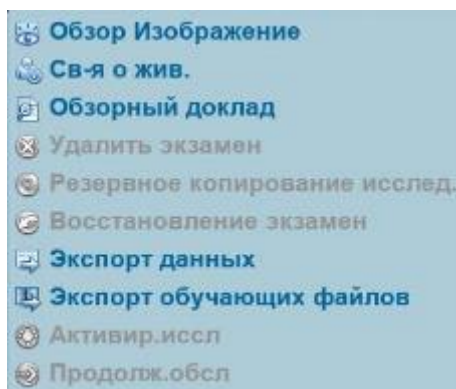 Обзор Изображение
Св-я о жив.
Обзорный доклад
Удалить экзамен
Резервное копирование исслед.
Восстановление экзамен
Экспорт данных
Экспорт обучающих файлов
Активир.иссл
Продолж.обсл